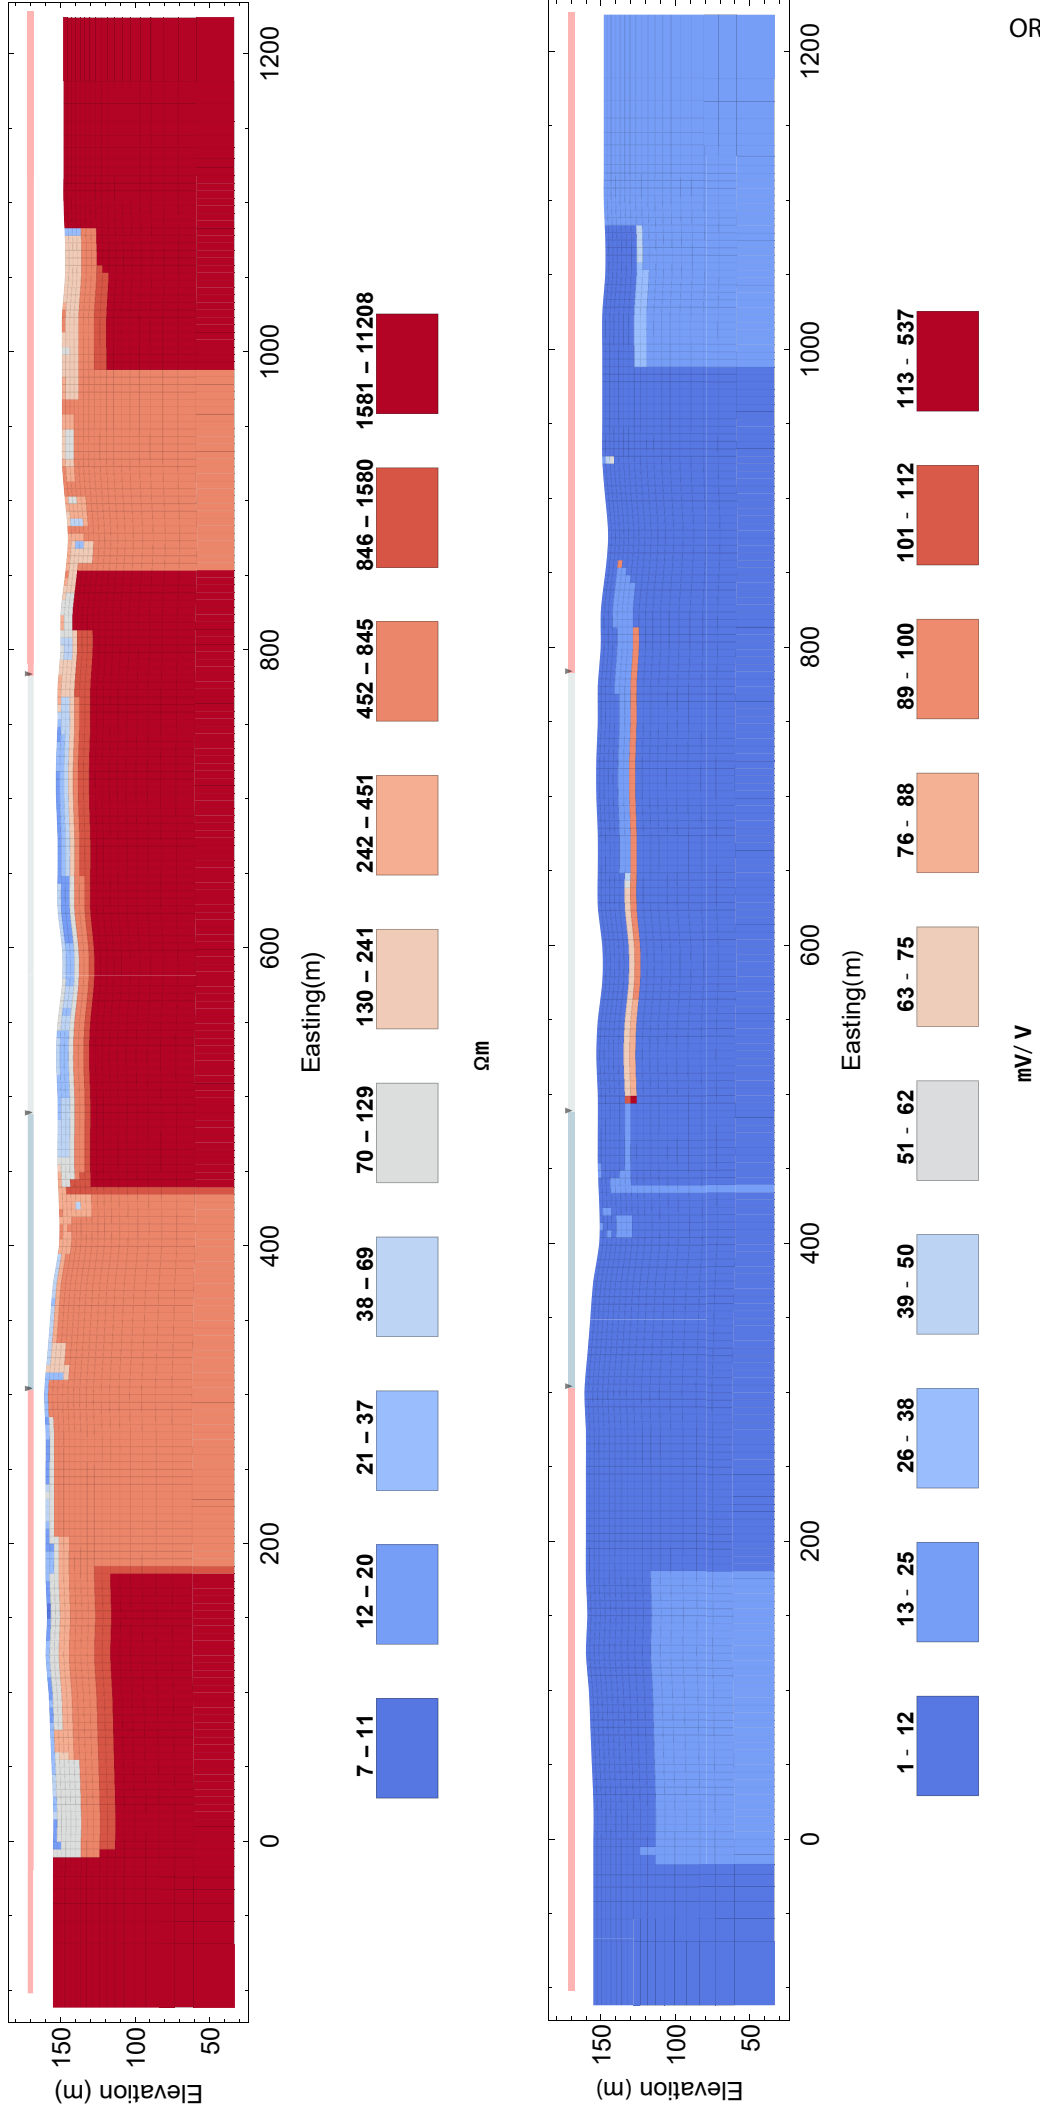 Elevation (m)
150
100
50
0
200
400
600
800
1000
1200
Easting(m)
7 – 11
12 – 20
21 – 37
38 – 69
70 – 129
130 – 241
242 – 451
452 – 845
846 – 1580
1581 – 11208
Ωm
Elevation (m)
150
100
50
0
200
400
600
800
1000
1200
Easting(m)
1 - 12
13 - 25
26 - 38
39 - 50
51 - 62
63 - 75
76 - 88
89 - 100
101 - 112
113 - 537
mV/ V
OR